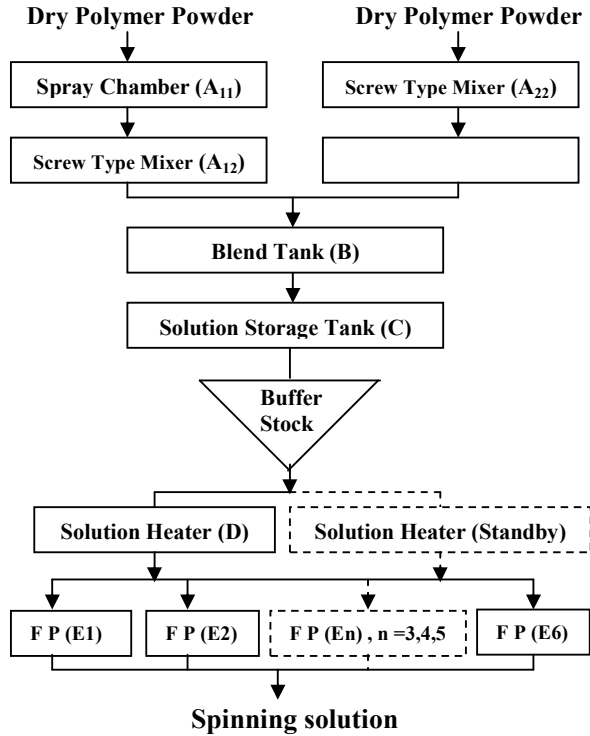 Dry Polymer Powder
Dry Polymer Powder
Spray Chamber (A11)
Screw Type Mixer (A22)
Screw Type Mixer (A12)
Blend Tank (B)
Solution Storage Tank (C)
Buffer
Stock
Solution Heater (D)
Solution Heater (Standby)
F P (E1)
F P (E2)
F P (En) , n =3,4,5
F P (E6)
Spinning solution